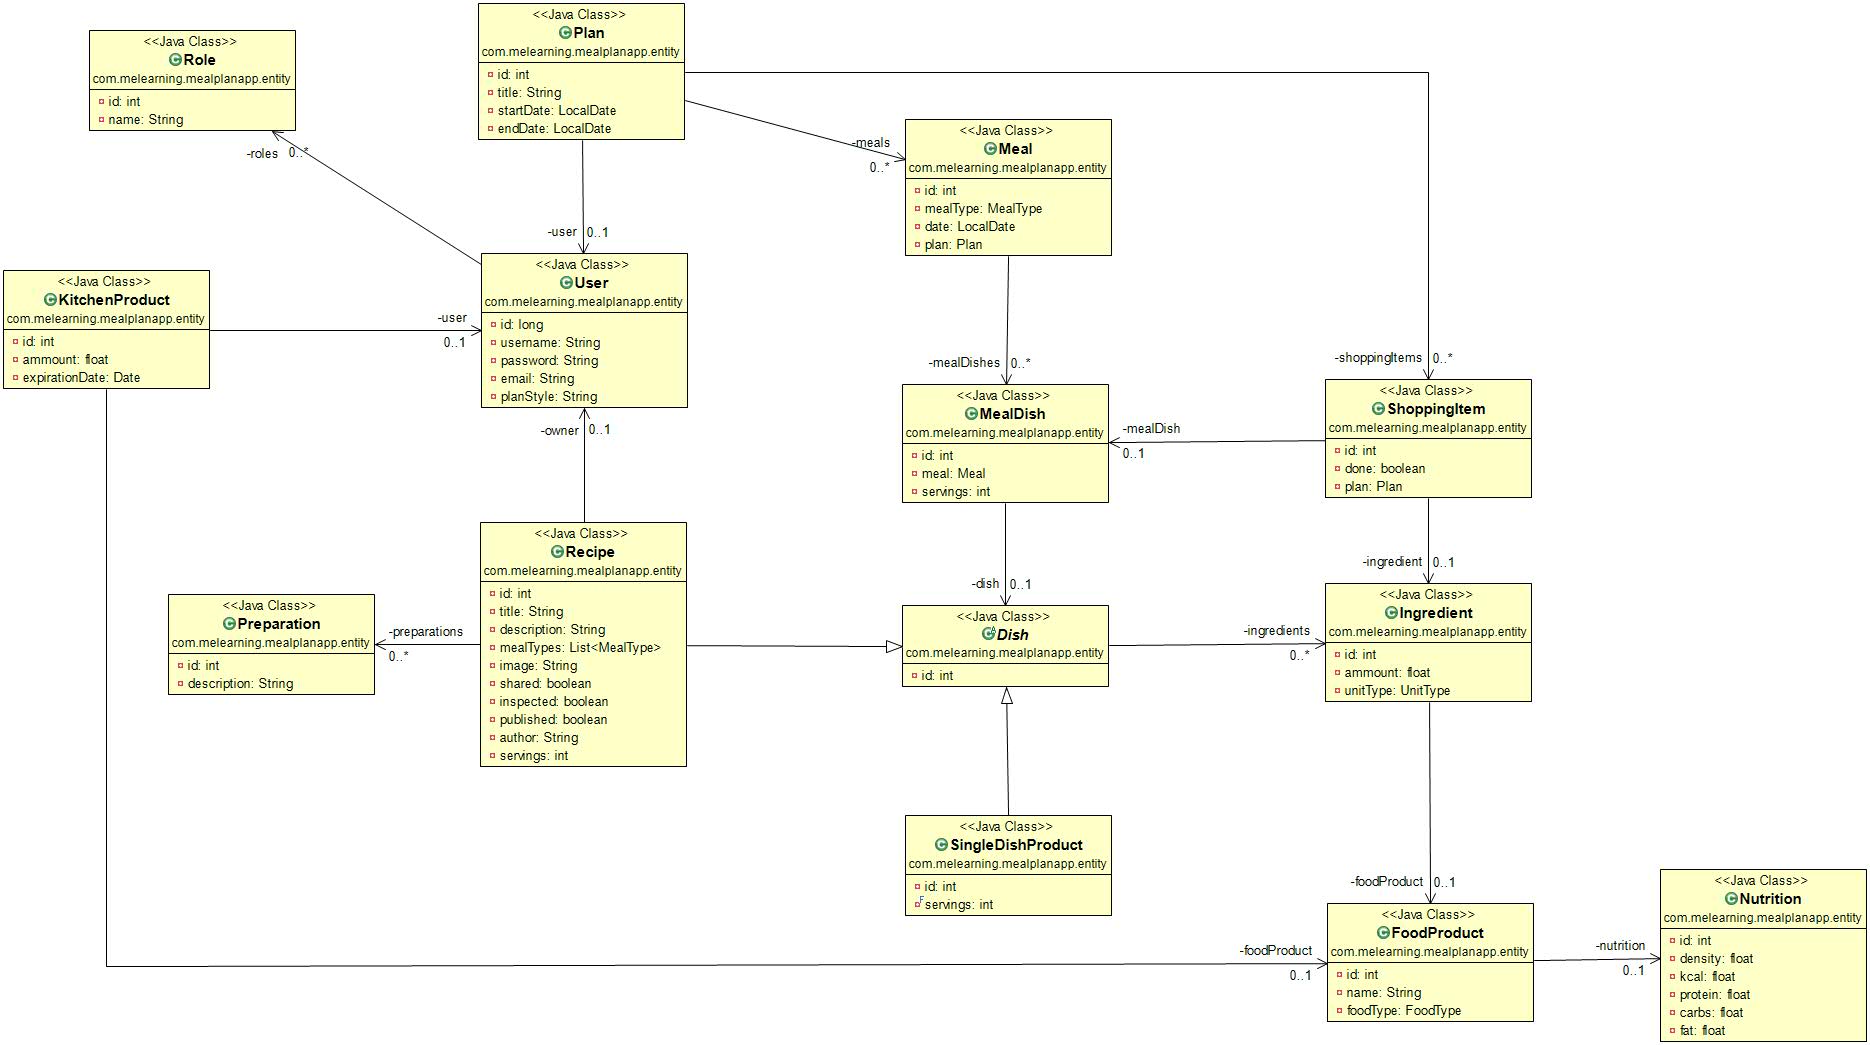 <<Java Class>>
Plan
com.melearning.mealplanapp.entity
id: int
title: String
startDate: LocalDate
endDate: LocalDate
<<Java Class>>
Role
com.melearning.mealplanapp.entity
id: int
name: String
-roles 0..*
-meals
0..*
<<Java Class>>
Meal
com.melearning.mealplanapp.entity
id: int
mealType: MealType
date: LocalDate
plan: Plan
-user 0..1
<<Java Class>>
User
com.melearning.mealplanapp.entity
id: long
username: String
password: String
email: String
planStyle: String
<<Java Class>>
KitchenProduct
com.melearning.mealplanapp.entity
id: int
ammount: float
expirationDate: Date
-user
0..1
-mealDishes 0..*
-shoppingItems 0..*
<<Java Class>>
MealDish
com.melearning.mealplanapp.entity
id: int
meal: Meal
servings: int
-mealDish
0..1
<<Java Class>>
ShoppingItem
com.melearning.mealplanapp.entity
id: int
done: boolean
plan: Plan
-owner 0..1
<<Java Class>>
Recipe
com.melearning.mealplanapp.entity
id: int
title: String
description: String
mealTypes: List<MealType>
image: String
shared: boolean
inspected: boolean
published: boolean
author: String
servings: int
<<Java Class>>
Preparation
com.melearning.mealplanapp.entity
id: int
description: String
-preparations
0..*
-dish 0..1
<<Java Class>>
Dish
com.melearning.mealplanapp.entity
id: int
-ingredient 0..1
-ingredients
0..*
<<Java Class>>
Ingredient
com.melearning.mealplanapp.entity
id: int
ammount: float
unitType: UnitType
<<Java Class>>
SingleDishProduct
com.melearning.mealplanapp.entity
id: int
F
servings: int
-foodProduct 0..1
-foodProduct
0..1
<<Java Class>>
FoodProduct
com.melearning.mealplanapp.entity
id: int
name: String
foodType: FoodType
-nutrition
0..1
<<Java Class>>
Nutrition
com.melearning.mealplanapp.entity
id: int
density: float
kcal: float
protein: float
carbs: float
fat: float